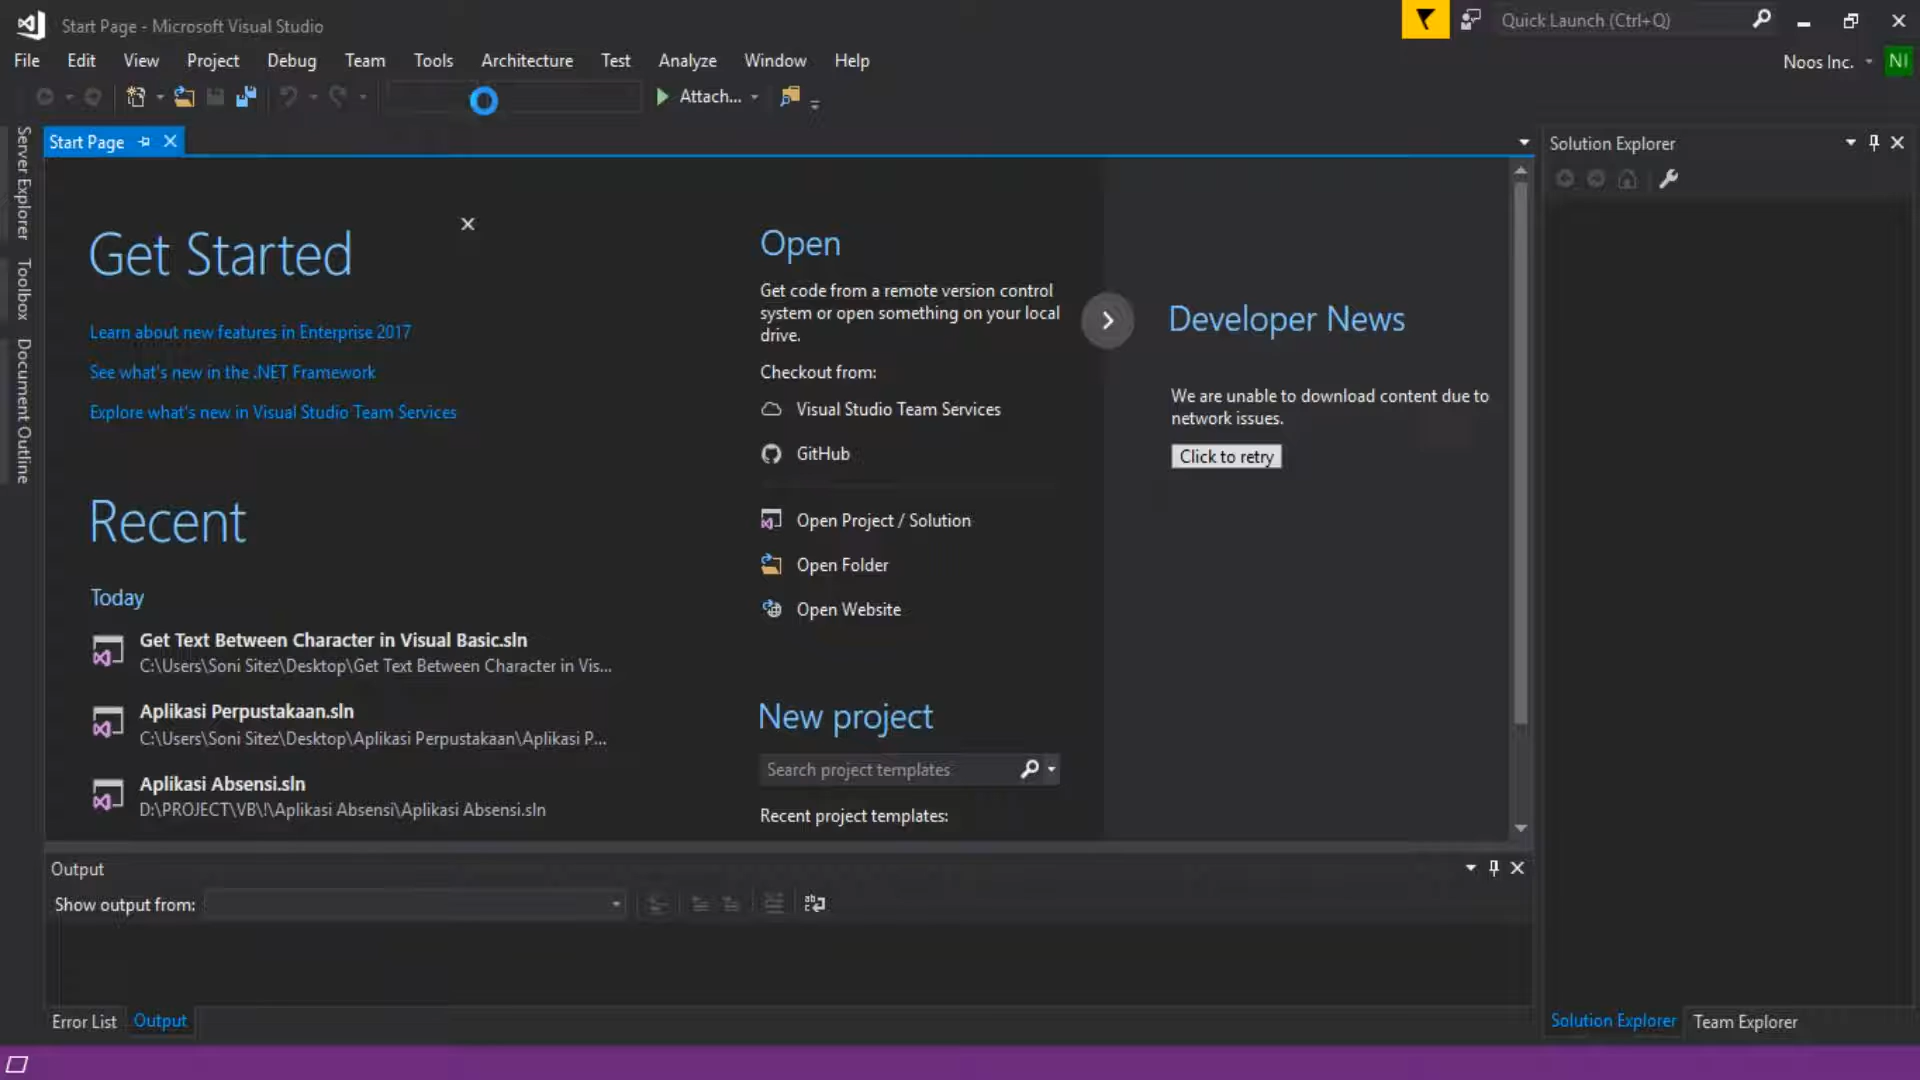 Start Page - Microsoft Visual Studio
Quick Launch (Ctrl+Q)
File Edit View Project Debug Team Tools Architecture Test Analyze Window Help
Noos Inc. NI
Attach...
Server Explorer
Toolbox
Document Outline
Start Page
Get Started
Learn about new features in Enterprise 2017
See what's new in the .NET Framework
Explore what's new in Visual Studio Team Services
Recent
Today
Get Text Between Character in Visual Basic.sln
C:\Users\Soni Sitez\Desktop\Get Text Between Character in Vis...
Aplikasi Perpustakaan.sln
C:\Users\Soni Sitez\Desktop\Aplikasi Perpustakaan\Aplikasi P...
Aplikasi Absensi.sln
D:\PROJECT\VB\!\Aplikasi Absensi\Aplikasi Absensi.sln
Open
Get code from a remote version control
system or open something on your local
drive.
Checkout from:
Visual Studio Team Services
GitHub
Open Project / Solution
Open Folder
Open Website
New project
Search project templates
Recent project templates:
Developer News
We are unable to download content due to
network issues.
Click to retry
Solution Explorer
Output
Show output from:
Error List Output
Solution Explorer Team Explorer